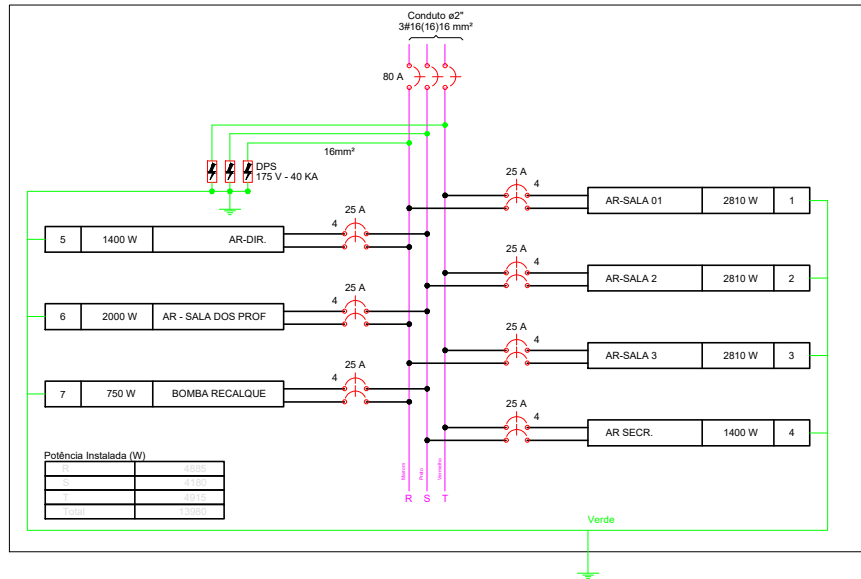 Conduto ø2"
3#16(16)16 mm²
80 A
16mm²
DPS
175 V - 40 KA
25 A
4
AR-SALA 01 2810 W 1
25 A
4
5 1400 W AR-DIR.
25 A
4
AR-SALA 2 2810 W 2
25 A
4
6 2000 W AR - SALA DOS PROF
25 A
4
AR-SALA 3 2810 W 3
25 A
4
7 750 W BOMBA RECALQUE
25 A
4
AR SECR. 1400 W 4
Potência Instalada (W)
R 4885
S 4180
T 4915
Total 13980
Marrom
Preto
Vermelho
R S T
Verde